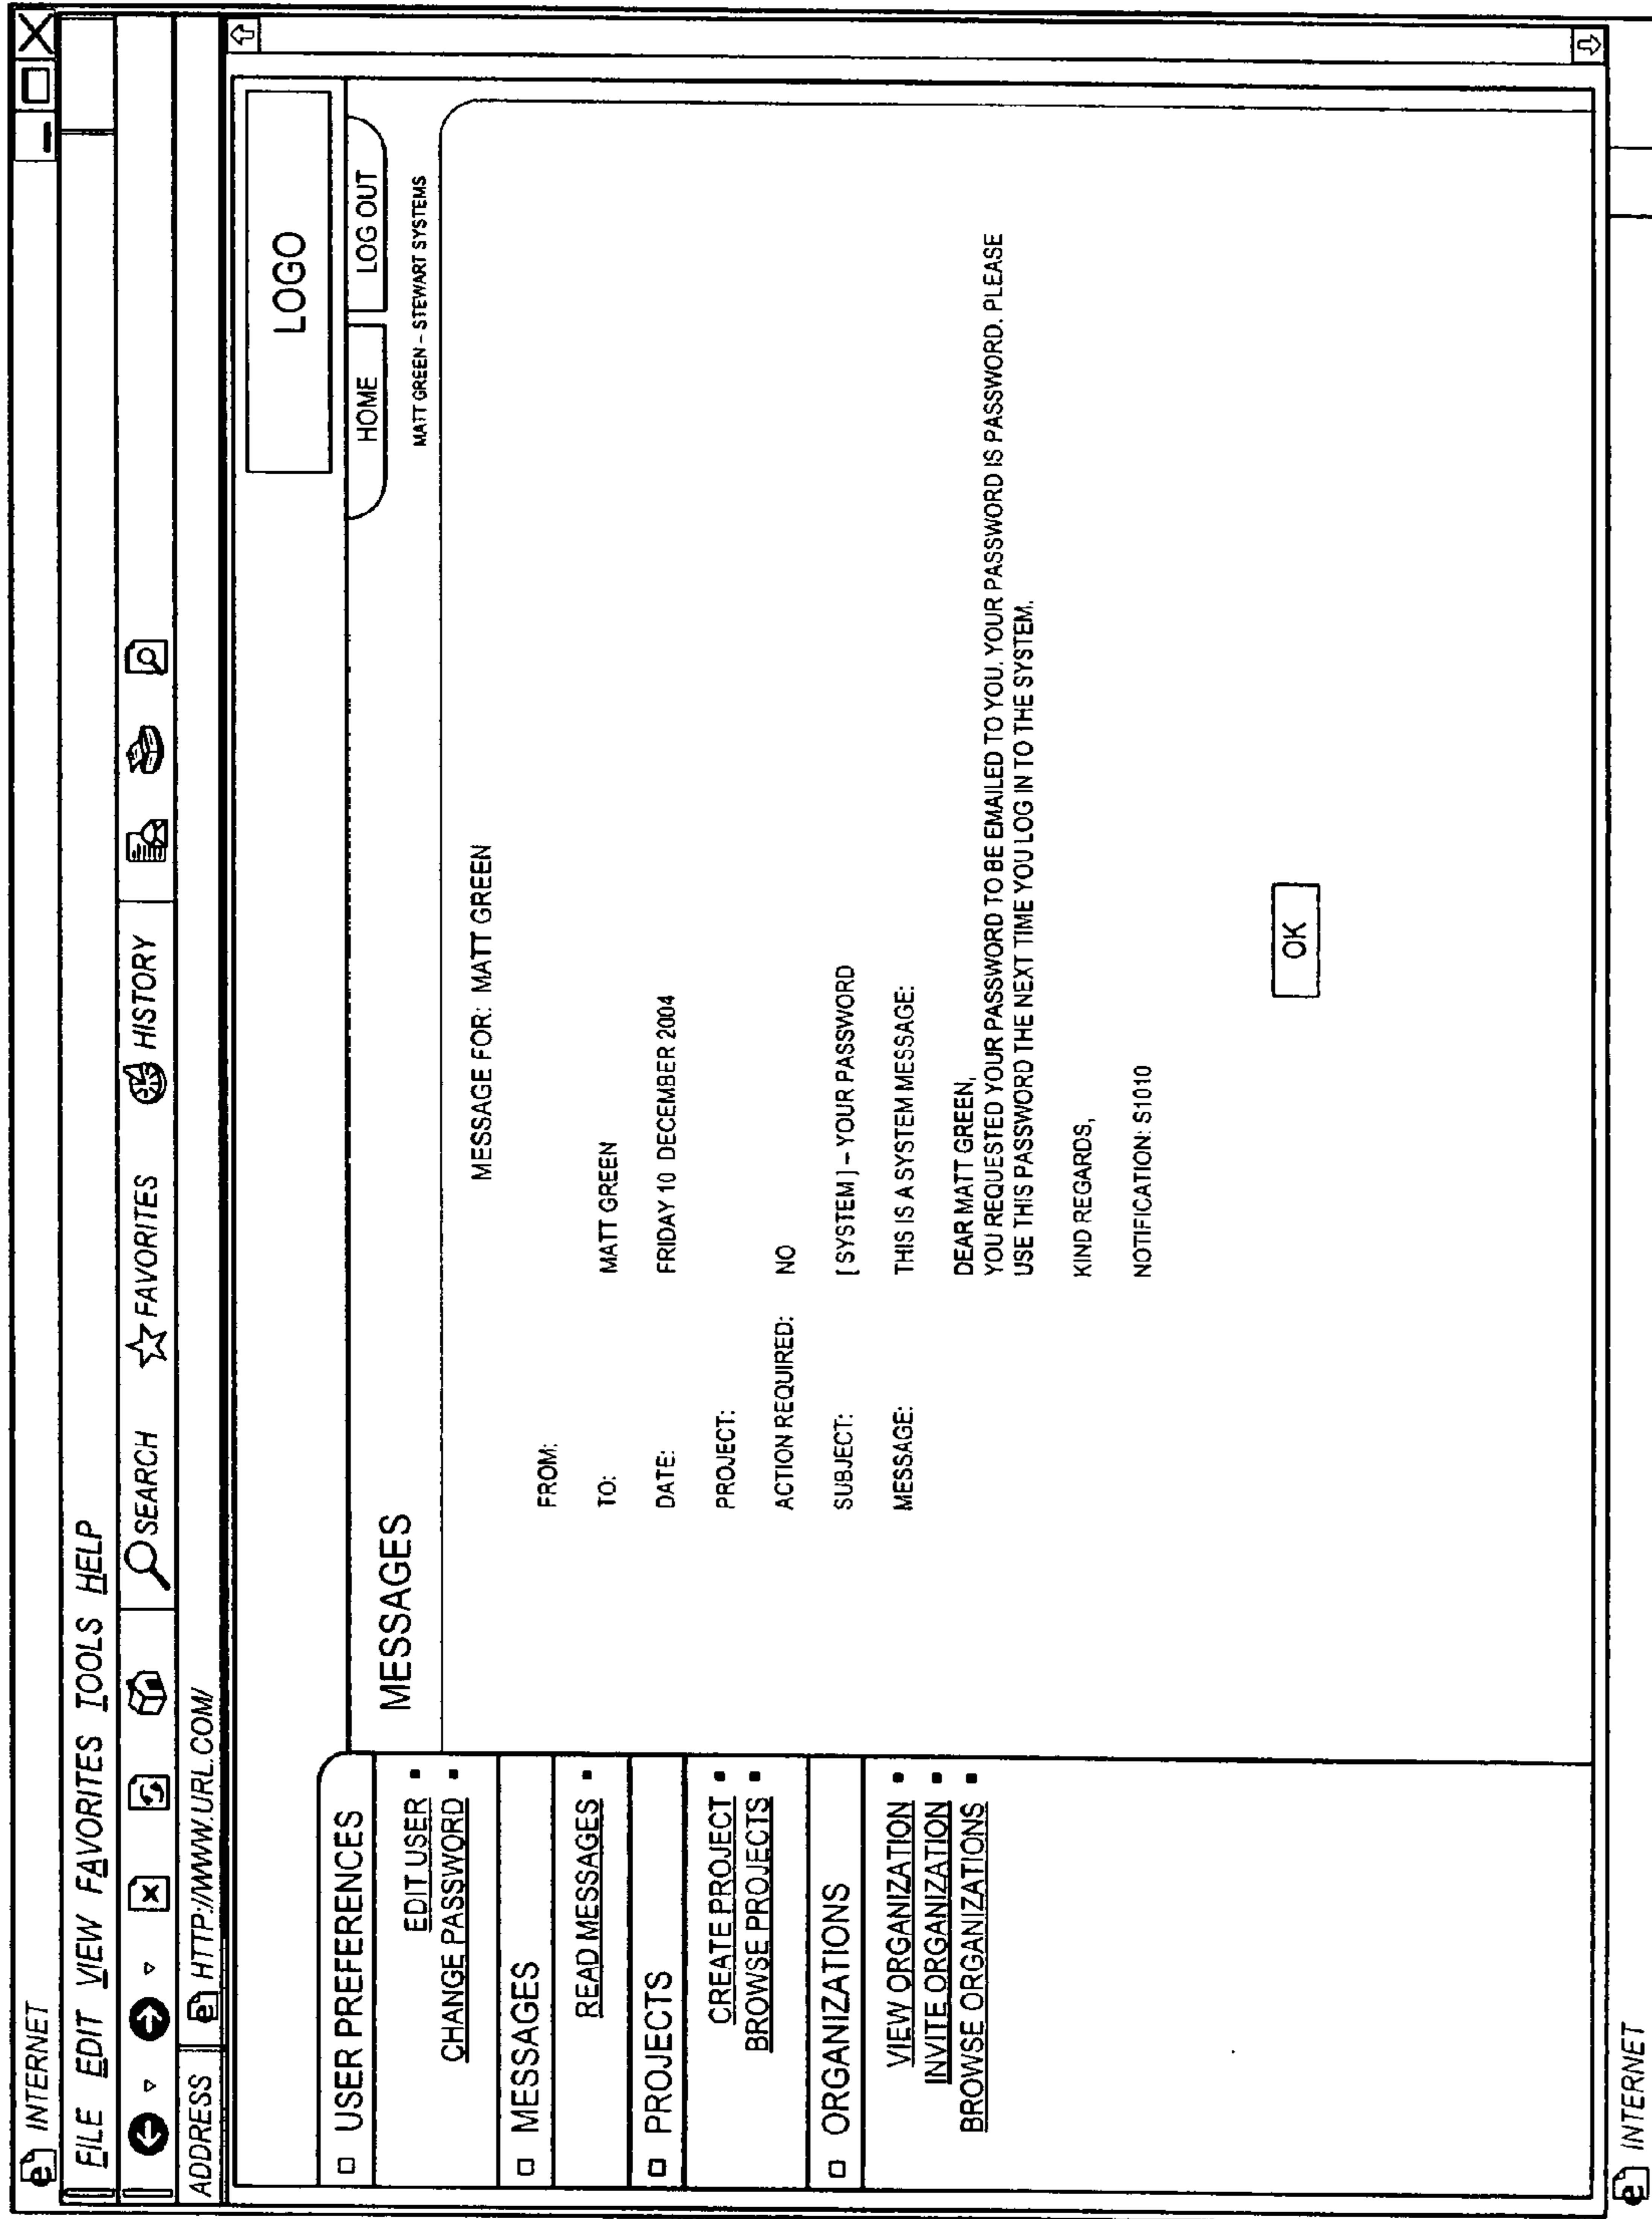 INTERNET
FILE EDIT VIEW FAVORITES TOOLS HELP
SEARCH FAVORITES HISTORY
ADDRESS HTTP://WWW.URL.COM/
LOGO
HOME LOG OUT
MATT GREEN – STEWART SYSTEMS
USER PREFERENCES
EDIT USER
CHANGE PASSWORD
MESSAGES
READ MESSAGES
PROJECTS
CREATE PROJECT
BROWSE PROJECTS
ORGANIZATIONS
VIEW ORGANIZATION
INVITE ORGANIZATION
BROWSE ORGANIZATIONS
MESSAGES
MESSAGE FOR: MATT GREEN
FROM:
TO: MATT GREEN
DATE: FRIDAY 10 DECEMBER 2004
PROJECT:
ACTION REQUIRED: NO
SUBJECT: [ SYSTEM ] – YOUR PASSWORD
MESSAGE: THIS IS A SYSTEM MESSAGE:
DEAR MATT GREEN,
YOU REQUESTED YOUR PASSWORD TO BE EMAILED TO YOU. YOUR PASSWORD IS PASSWORD. PLEASE
USE THIS PASSWORD THE NEXT TIME YOU LOG IN TO THE SYSTEM.
KIND REGARDS,
NOTIFICATION: S1010
OK
INTERNET